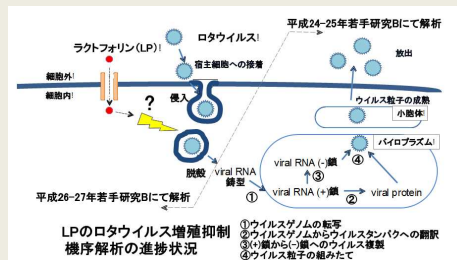 平成24-25年若手研究Bにて解析
ラクトフォリン(LP)!
ロタウイルス!
宿主細胞への接着
放出
細胞外!
細胞内!
侵入
?
ウイルス粒子の成熟
小胞体!
バイロプラズム!
脱殻
viral RNA
鋳型
viral RNA (-)鎖
④
③
①
viral RNA (+)鎖
②
viral protein
平成26-27年若手研究Bにて解析
LPのロタウイルス増殖抑制
機序解析の進捗状況
①ウイルスゲノムの転写
②ウイルスゲノムからウイルスタンパクへの翻訳
③(+)鎖から(-)鎖へのウイルス複製
④ウイルス粒子の組みたて